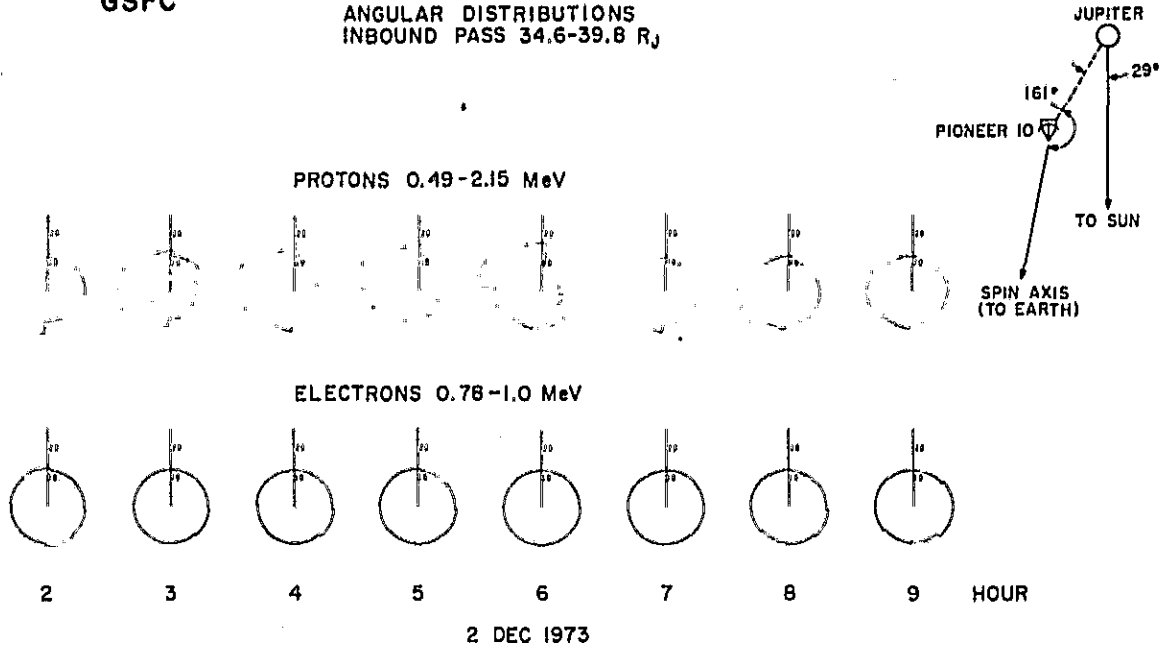 GSFC
ANGULAR DISTRIBUTIONS
INBOUND PASS 34.6-39.8 RJ
JUPITER
29°
161°
PIONEER 10
TO SUN
SPIN AXIS
(TO EARTH)
PROTONS 0.49-2.15 MeV
ELECTRONS 0.78-1.0 MeV
2 3 4 5 6 7 8 9 HOUR
2 DEC 1973